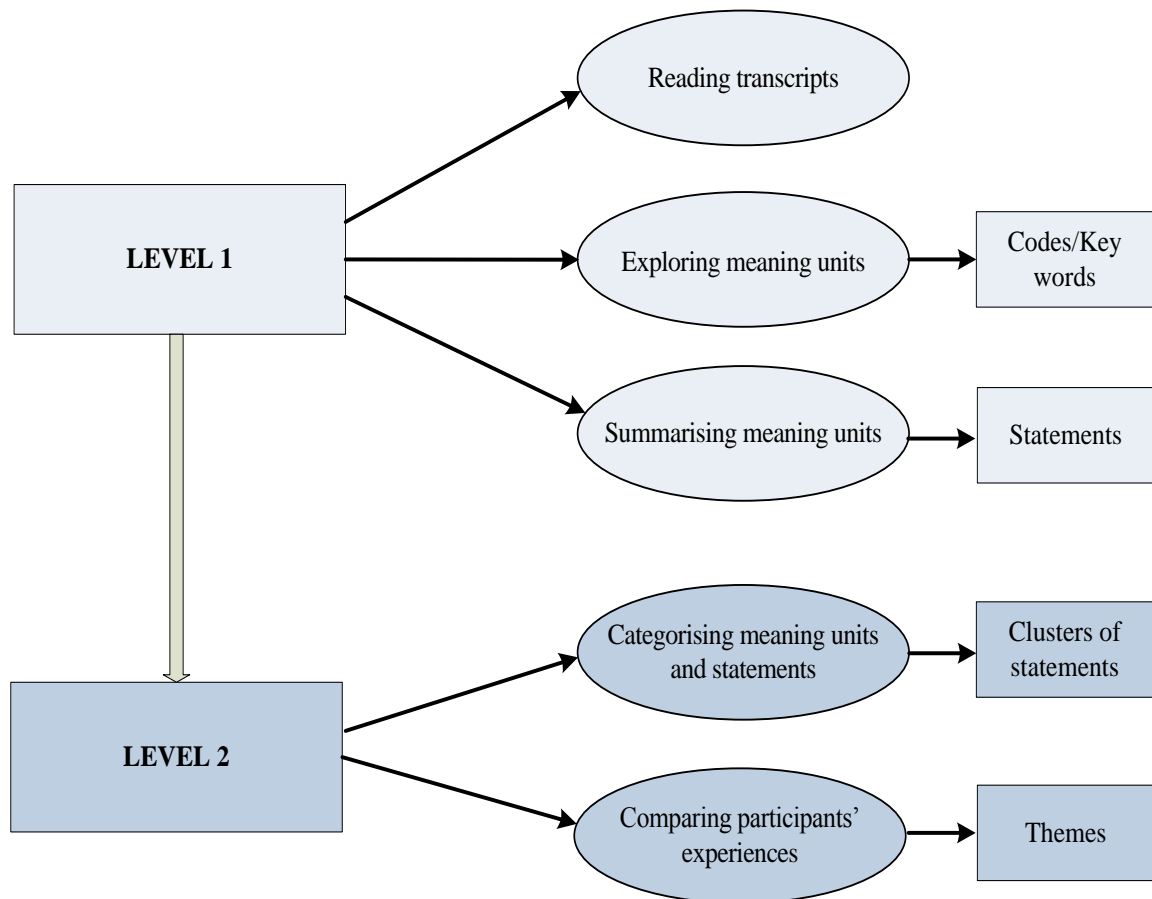 Reading transcripts
LEVEL 1
Exploring meaning units
Codes/Key
words
Summarising meaning units
Statements
Categorising meaning units
and statements
Clusters of
statements
LEVEL 2
Comparing participants’
experiences
Themes